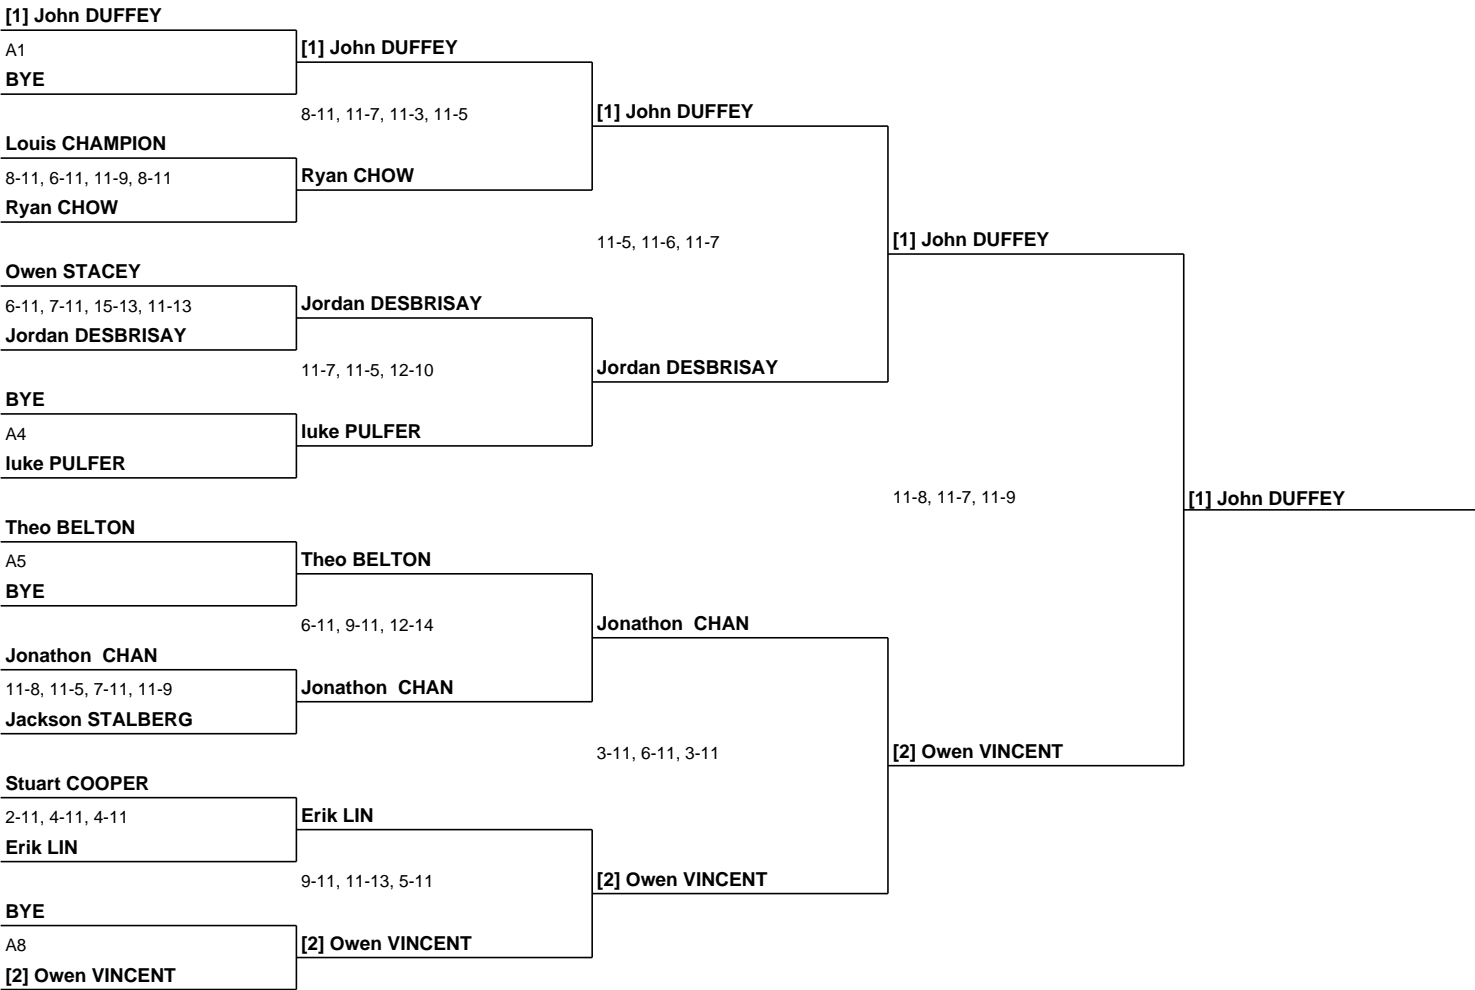 [1] John DUFFEY
A1
[1] John DUFFEY
BYE
8-11, 11-7, 11-3, 11-5
[1] John DUFFEY
Louis CHAMPION
8-11, 6-11, 11-9, 8-11
Ryan CHOW
Ryan CHOW
11-5, 11-6, 11-7
[1] John DUFFEY
Owen STACEY
6-11, 7-11, 15-13, 11-13
Jordan DESBRISAY
Jordan DESBRISAY
11-7, 11-5, 12-10
Jordan DESBRISAY
BYE
A4
luke PULFER
luke PULFER
11-8, 11-7, 11-9
[1] John DUFFEY
Theo BELTON
A5
Theo BELTON
BYE
6-11, 9-11, 12-14
Jonathon  CHAN
Jonathon  CHAN
11-8, 11-5, 7-11, 11-9
Jonathon  CHAN
Jackson STALBERG
3-11, 6-11, 3-11
[2] Owen VINCENT
Stuart COOPER
2-11, 4-11, 4-11
Erik LIN
Erik LIN
9-11, 11-13, 5-11
[2] Owen VINCENT
BYE
A8
[2] Owen VINCENT
[2] Owen VINCENT